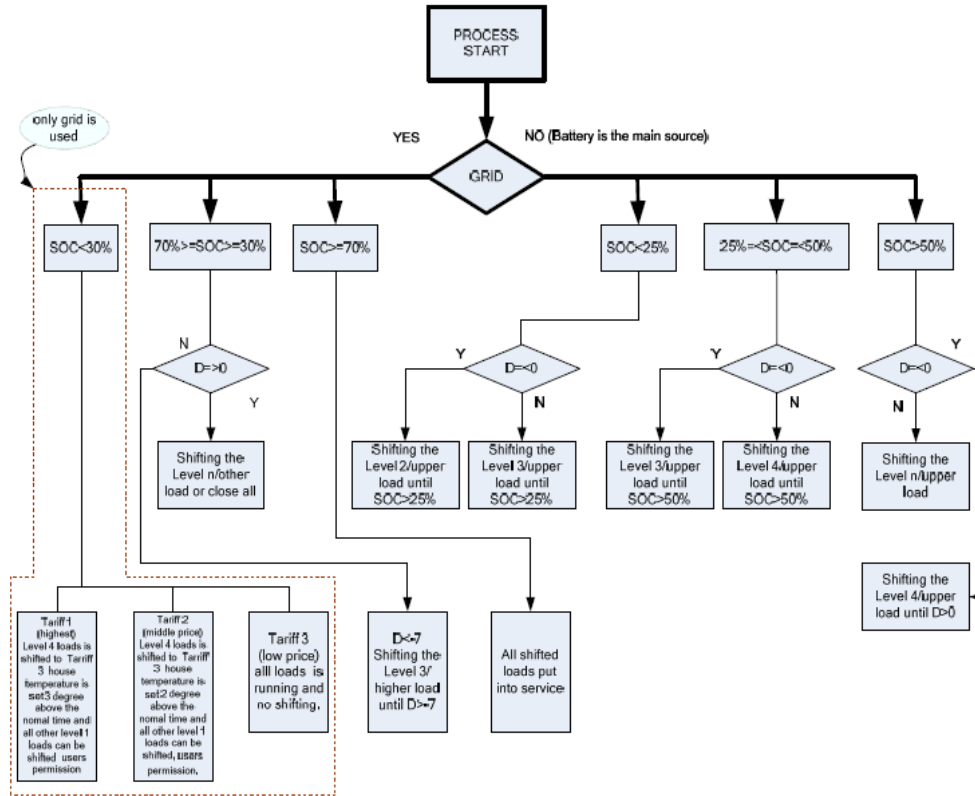 PROCESS
START
only grid is
used
YES
NO (Battery is the main source)
GRID
SOC<30%
70%>=SOC>=30%
SOC>=70%
SOC<25%
25%=<SOC=<50%
SOC>50%
N
D=>0
Y
Y
D=<0
N
Y
D=<0
N
Y
D=<0
N
Shifting the
Level n/other
load or close all
Shifting the
Level 2/upper
load until
SOC>25%
Shifting the
Level 3/upper
load until
SOC>25%
Shifting the
Level 3/upper
load until
SOC>50%
Shifting the
Level 4/upper
load until
SOC>50%
Shifting the
Level n/upper
load
Shifting the
Level 4/upper
load until D>0
Tariff 1
(highest)
Level 4 loads is
shifted to Tarriff
3 house
temperature is
set3 degree
above the
nomal time and
all other level 1
loads can be
shifted users
permission
Tariff 2
(middle price)
Level 4 loads is
shifted to Tarriff
3 house
temperature is
set2 degree
above the
nomal time and
all other level 1
loads can be
shifted, users
permission.
Tariff 3
(low price)
alll loads is
running and
no shifting.
D<-7
Shifting the
Level 3/
higher load
until D>-7
All shifted
loads put
into service